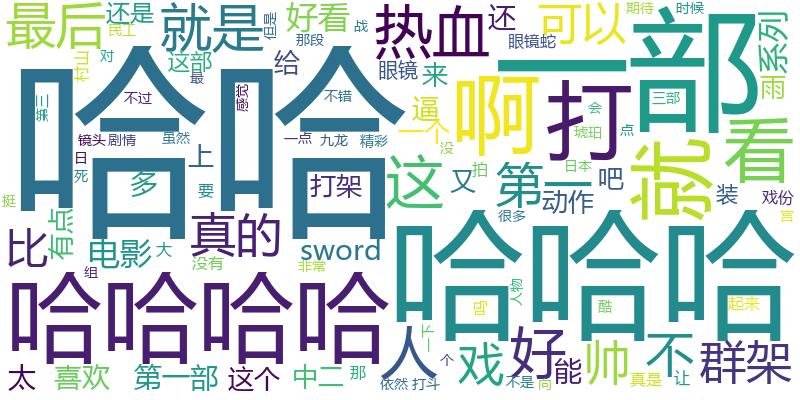 最后
还是
就是
但是
好看
那段
战
热血
还
可以
期待
时候
一部
系列
雨
民工
村山
对
这部
最
给
眼镜
来
眼镜蛇
哈哈
第三
不过
感觉
不错
逼
啊
打
会
三部
看
镜头
剧情
虽然
一点
九龙
精彩
一个
没
琥珀
点
就
日
死
上
拍
日本
挺
多
要
打架
这
又
第一
动作
吧
装
戏份
有点
比
电影
大
真的
sword
很多
宫
没有
组
非常
哈哈哈
人物
吗
酷
起来
哈哈哈哈
人
一下
戏
好
能
帅
不
群架
太
喜欢
第一部
这个
中二
那
依然
打斗
个
不是
向
真是
让